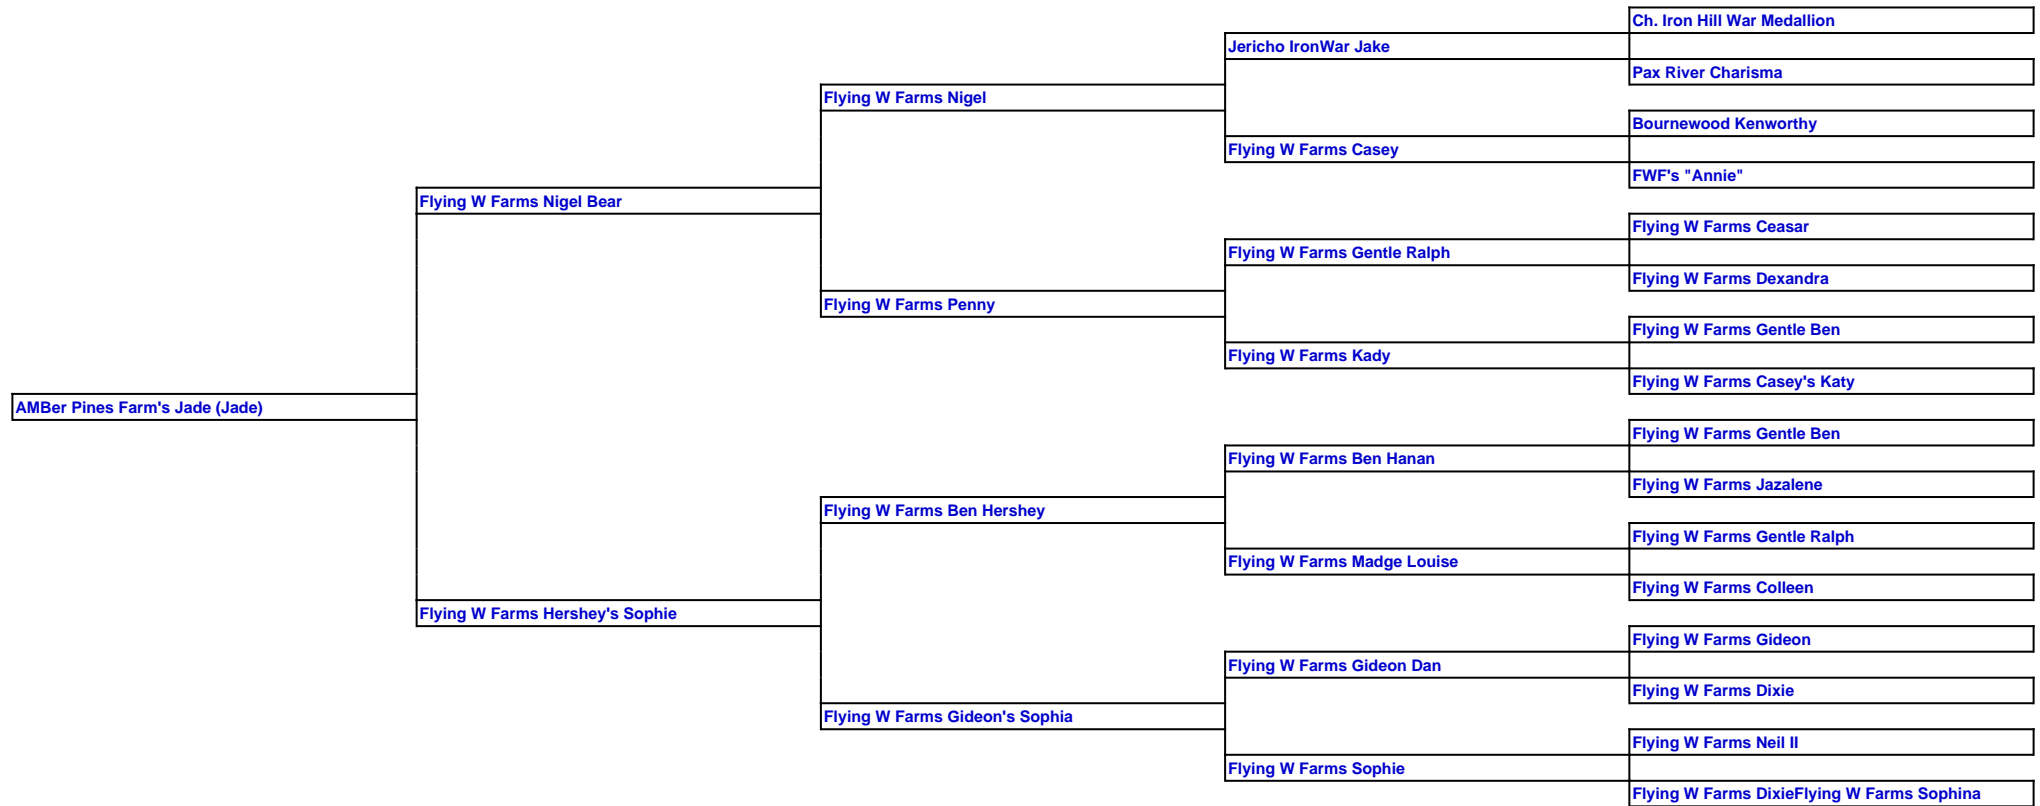 Ch. Iron Hill War Medallion
Jericho IronWar Jake
Pax River Charisma
Flying W Farms Nigel
Bournewood Kenworthy
Flying W Farms Casey
FWF's "Annie"
Flying W Farms Nigel Bear
Flying W Farms Ceasar
Flying W Farms Gentle Ralph
Flying W Farms Dexandra
Flying W Farms Penny
Flying W Farms Gentle Ben
Flying W Farms Kady
Flying W Farms Casey's Katy
AMBer Pines Farm's Jade (Jade)
Flying W Farms Gentle Ben
Flying W Farms Ben Hanan
Flying W Farms Jazalene
Flying W Farms Ben Hershey
Flying W Farms Gentle Ralph
Flying W Farms Madge Louise
Flying W Farms Colleen
Flying W Farms Hershey's Sophie
Flying W Farms Gideon
Flying W Farms Gideon Dan
Flying W Farms Dixie
Flying W Farms Gideon's Sophia
Flying W Farms Neil II
Flying W Farms Sophie
Flying W Farms DixieFlying W Farms Sophina